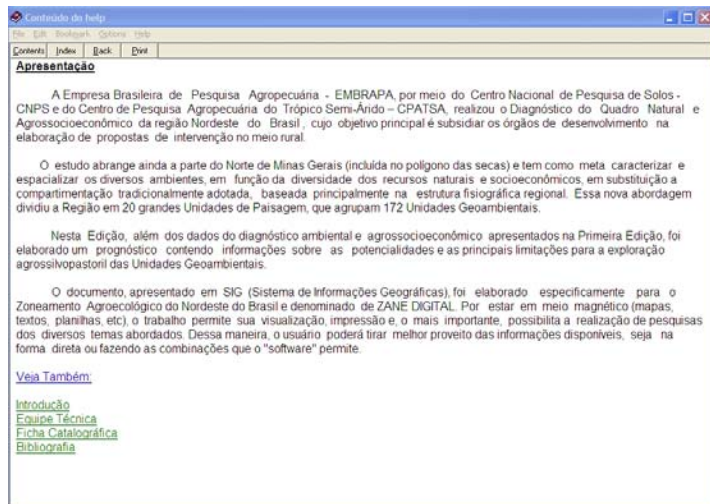 Conteúdo do help
File Edit Bookmark Options Help
Contents Index Back Print
Apresentação
A Empresa Brasileira de Pesquisa Agropecuária - EMBRAPA, por meio do Centro Nacional de Pesquisa de Solos -
CNPS e do Centro de Pesquisa Agropecuária do Trópico Semi-Árido – CPATSA, realizou o Diagnóstico do Quadro Natural e
Agrossocioeconômico da região Nordeste do Brasil , cujo objetivo principal é subsidiar os órgãos de desenvolvimento na
elaboração de propostas de intervenção no meio rural.
O estudo abrange ainda a parte do Norte de Minas Gerais (incluída no polígono das secas) e tem como meta caracterizar e
espacializar os diversos ambientes, em função da diversidade dos recursos naturais e socioeconômicos, em substituição a
compartimentação tradicionalmente adotada, baseada principalmente na estrutura fisiográfica regional. Essa nova abordagem
dividiu a Região em 20 grandes Unidades de Paisagem, que agrupam 172 Unidades Geoambientais.
Nesta Edição, além dos dados do diagnóstico ambiental e agrossocioeconômico apresentados na Primeira Edição, foi
elaborado um prognóstico contendo informações sobre as potencialidades e as principais limitações para a exploração
agrossilvopastoril das Unidades Geoambientais.
O documento, apresentado em SIG (Sistema de Informações Geográficas), foi elaborado especificamente para o
Zoneamento Agroecológico do Nordeste do Brasil e denominado de ZANE DIGITAL. Por estar em meio magnético (mapas,
textos, planilhas, etc), o trabalho permite sua visualização, impressão e, o mais importante, possibilita a realização de pesquisas
dos diversos temas abordados. Dessa maneira, o usuário poderá tirar melhor proveito das informações disponíveis, seja na
forma direta ou fazendo as combinações que o "software" permite.
Veja Também:
Introdução
Equipe Técnica
Ficha Catalográfica
Bibliografia